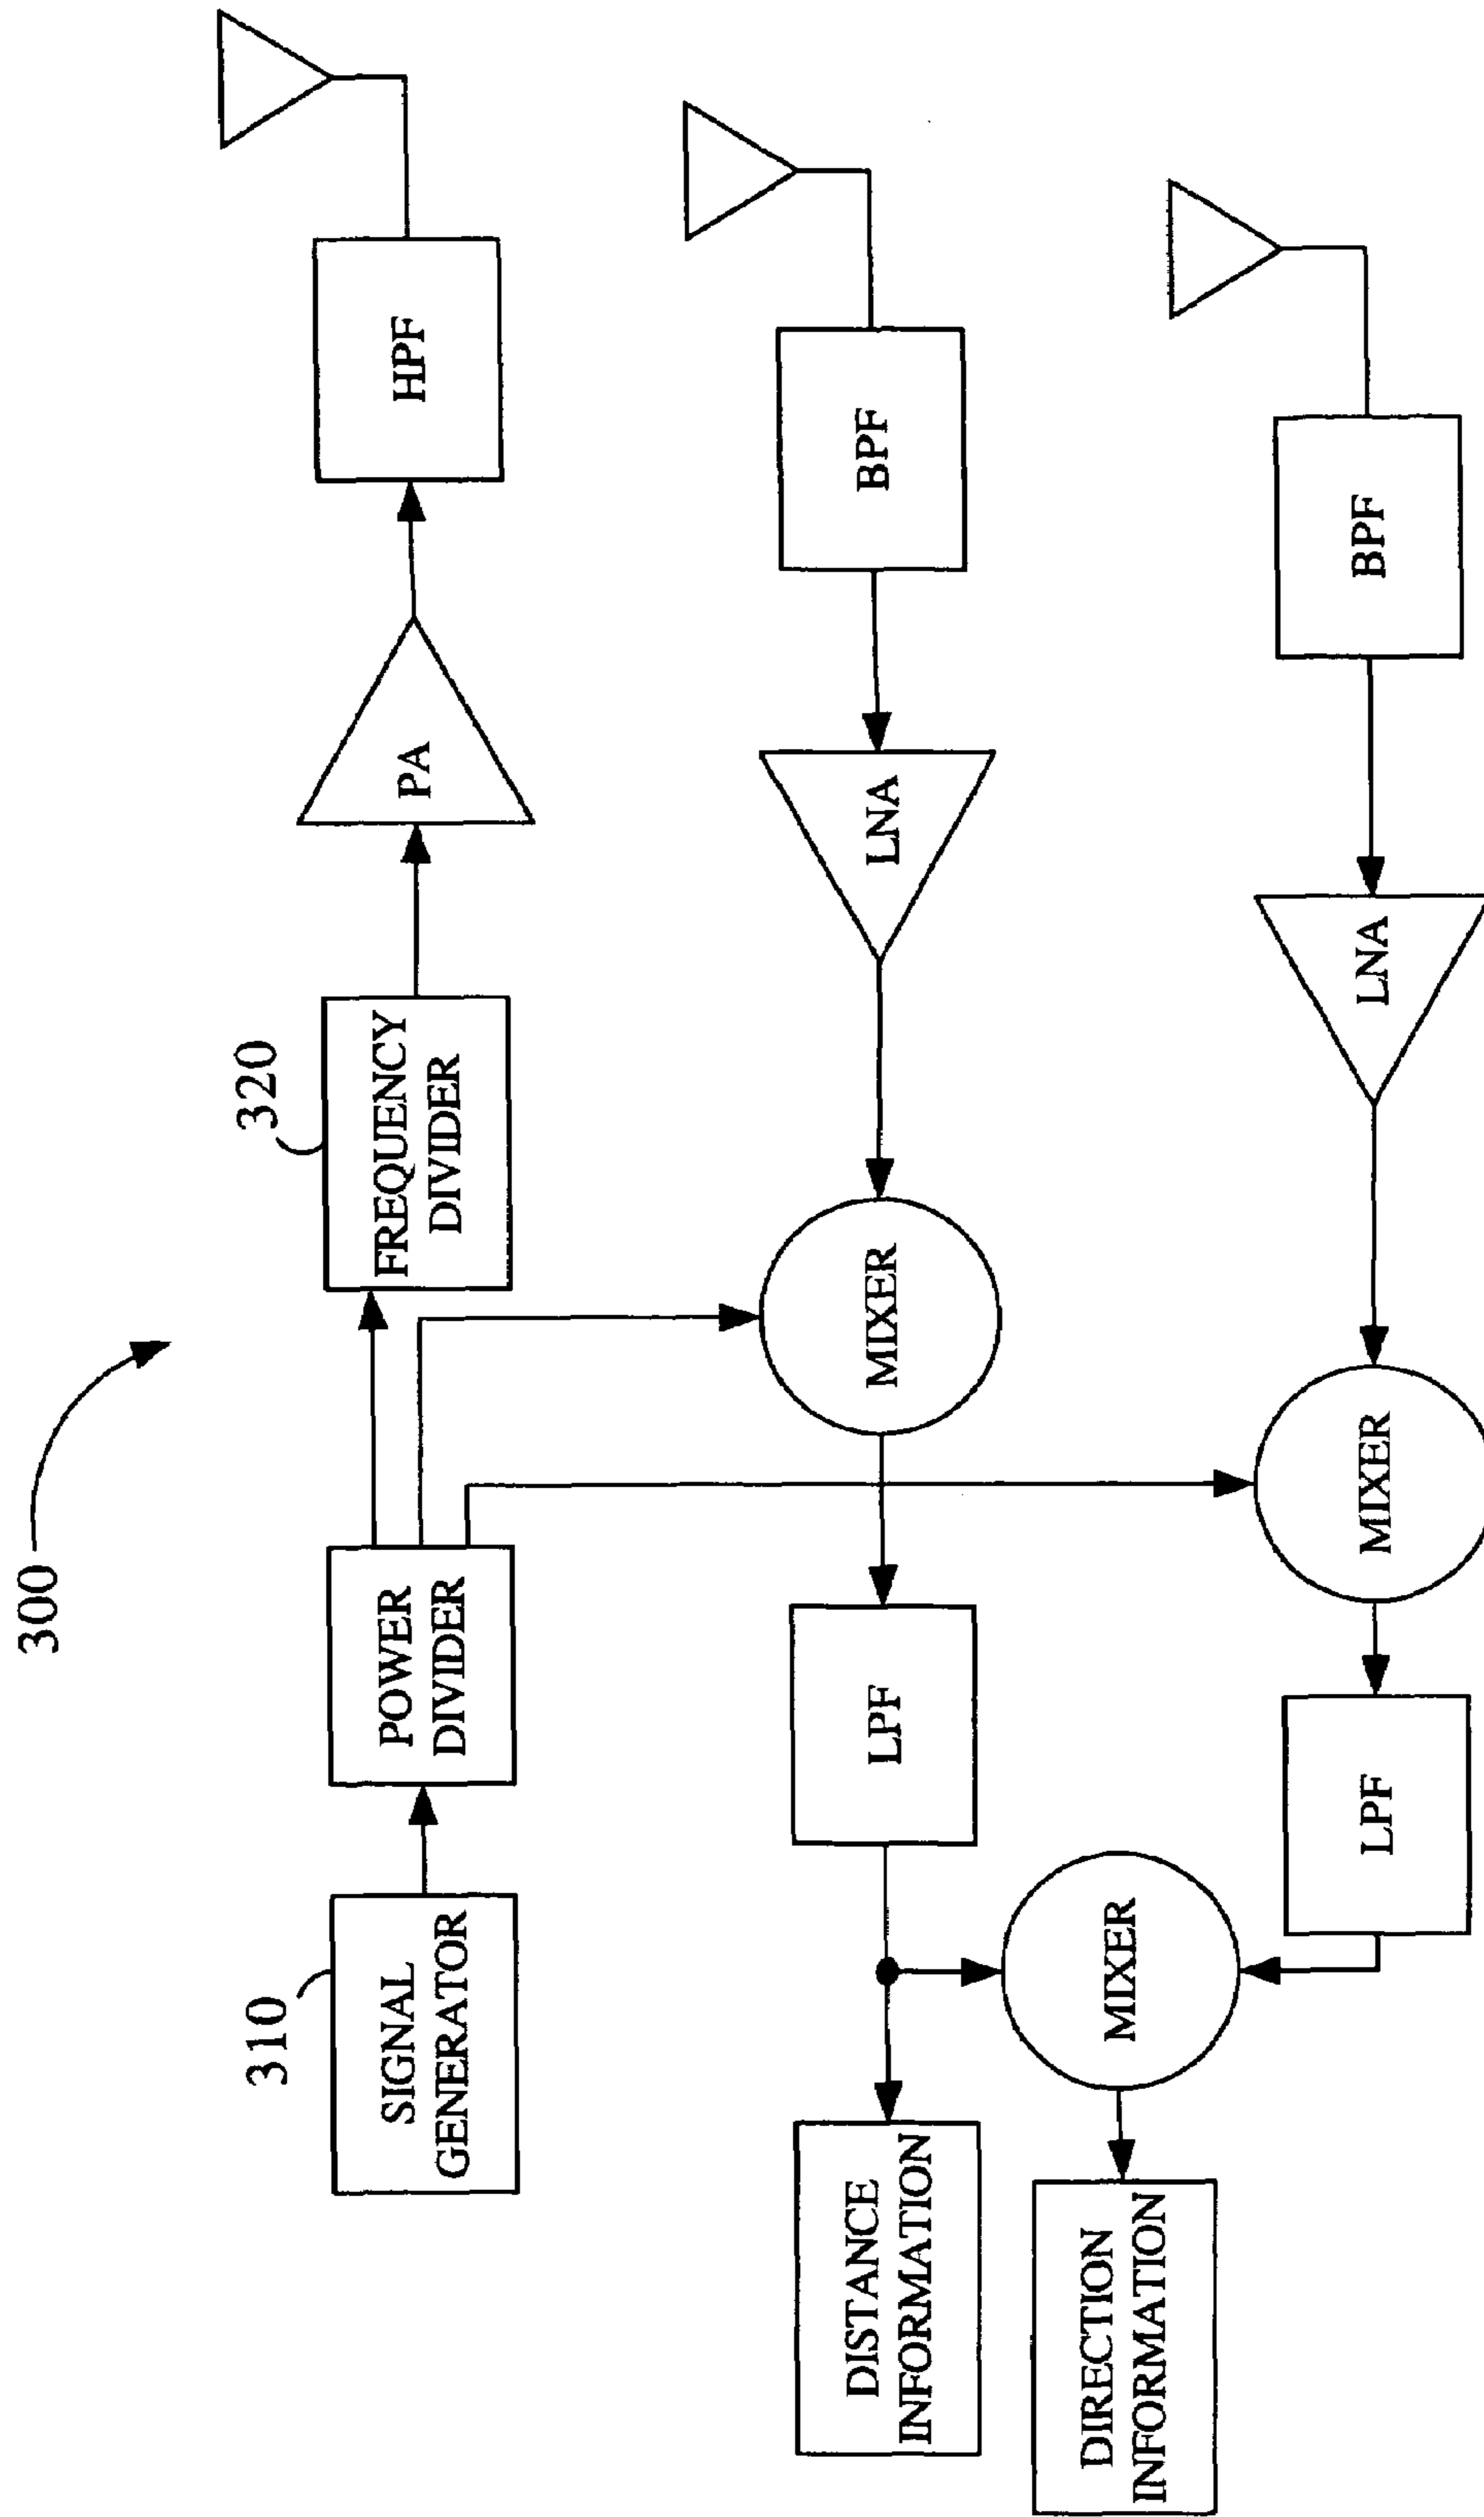 300
310
SIGNAL
GENERATOR
POWER
DIVIDER
320
FREQUENCY
DIVIDER
PA
HPF
DISTANCE
INFORMATION
LPF
MIXER
LNA
BPF
DIRECTION
INFORMATION
MIXER
LPF
MIXER
LNA
BPF